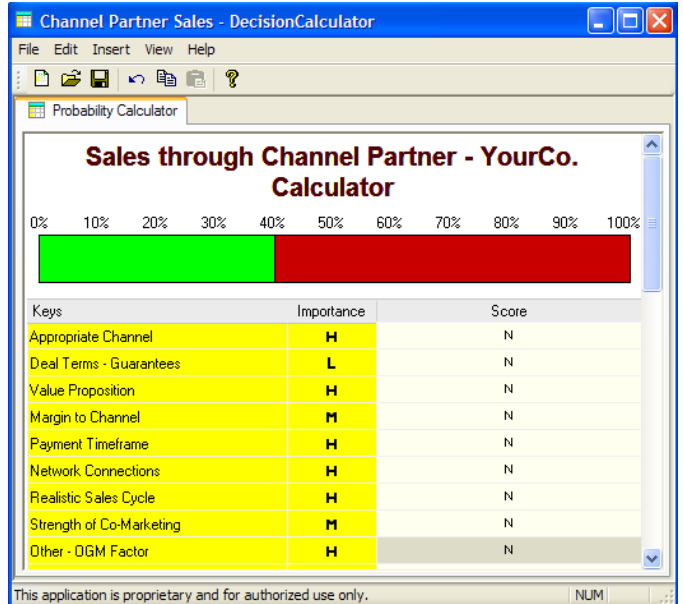 Channel Partner Sales - DecisionCalculator
File Edit Insert View Help
Probability Calculator
Sales through Channel Partner - YourCo.
Calculator
0% 10% 20% 30% 40% 50% 60% 70% 80% 90% 100%
Keys Importance Score
Appropriate Channel H N
Deal Terms - Guarantees L N
Value Proposition H N
Margin to Channel M N
Payment Timeframe H N
Network Connections H N
Realistic Sales Cycle H N
Strength of Co-Marketing M N
Other - OGM Factor H N
This application is proprietary and for authorized use only. NUM